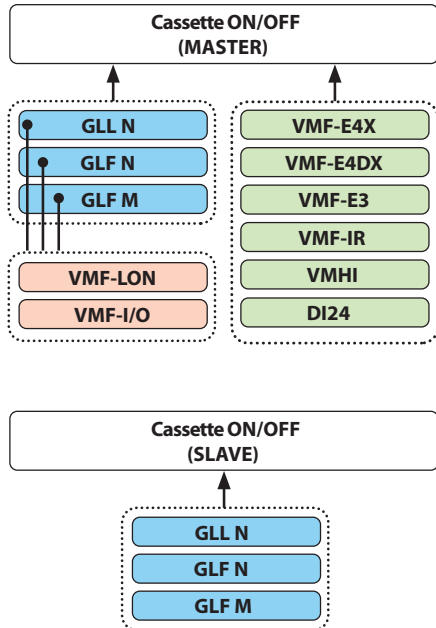 Cassette ON/OFF
(MASTER)
GLL N
GLF N
GLF M
VMF-LON
VMF-I/O
VMF-E4X
VMF-E4DX
VMF-E3
VMF-IR
VMHI
DI24
Cassette ON/OFF
(SLAVE)
GLL N
GLF N
GLF M